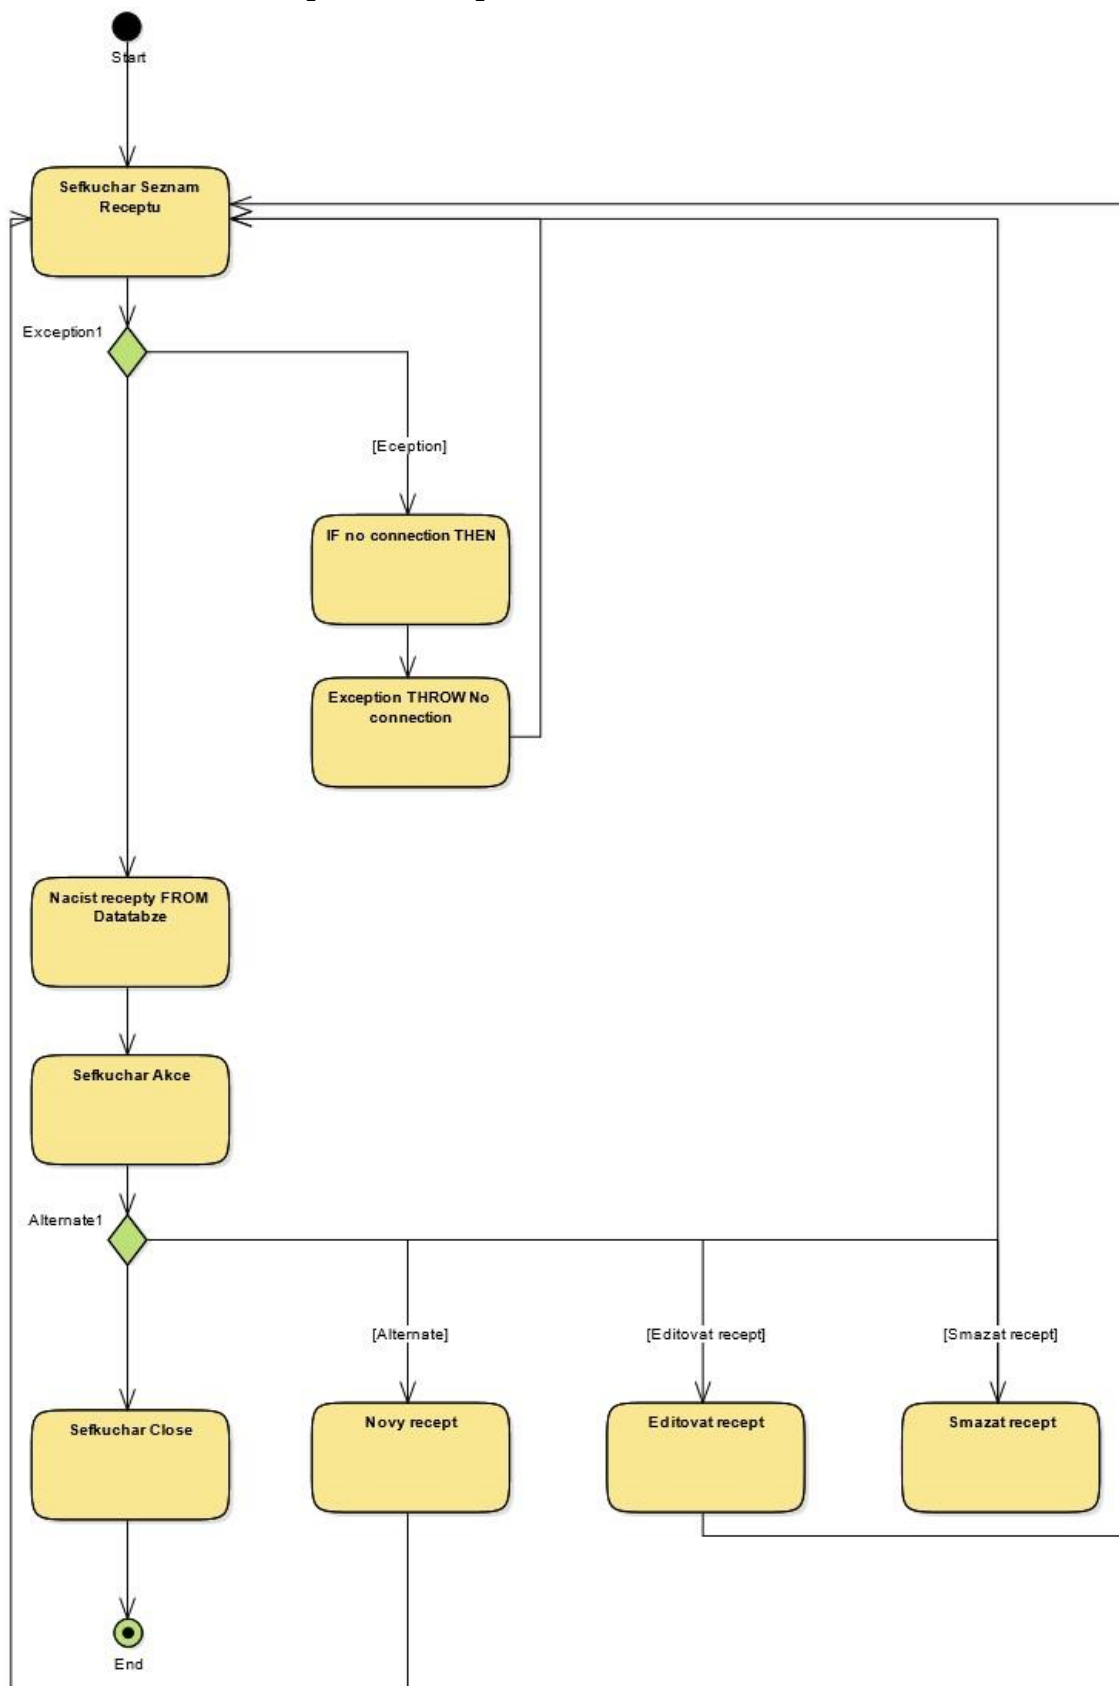 Start
Sefkuchar Seznam
Receptu
Exception1
[Eception]
IF no connection THEN
Exception THROW No
connection
Nacist recepty FROM
Datatabze
Sefkuchar Akce
Alternate1
[Alternate]
[Editovat recept]
[Smazat recept]
Sefkuchar Close
Novy recept
Editovat recept
Smazat recept
End